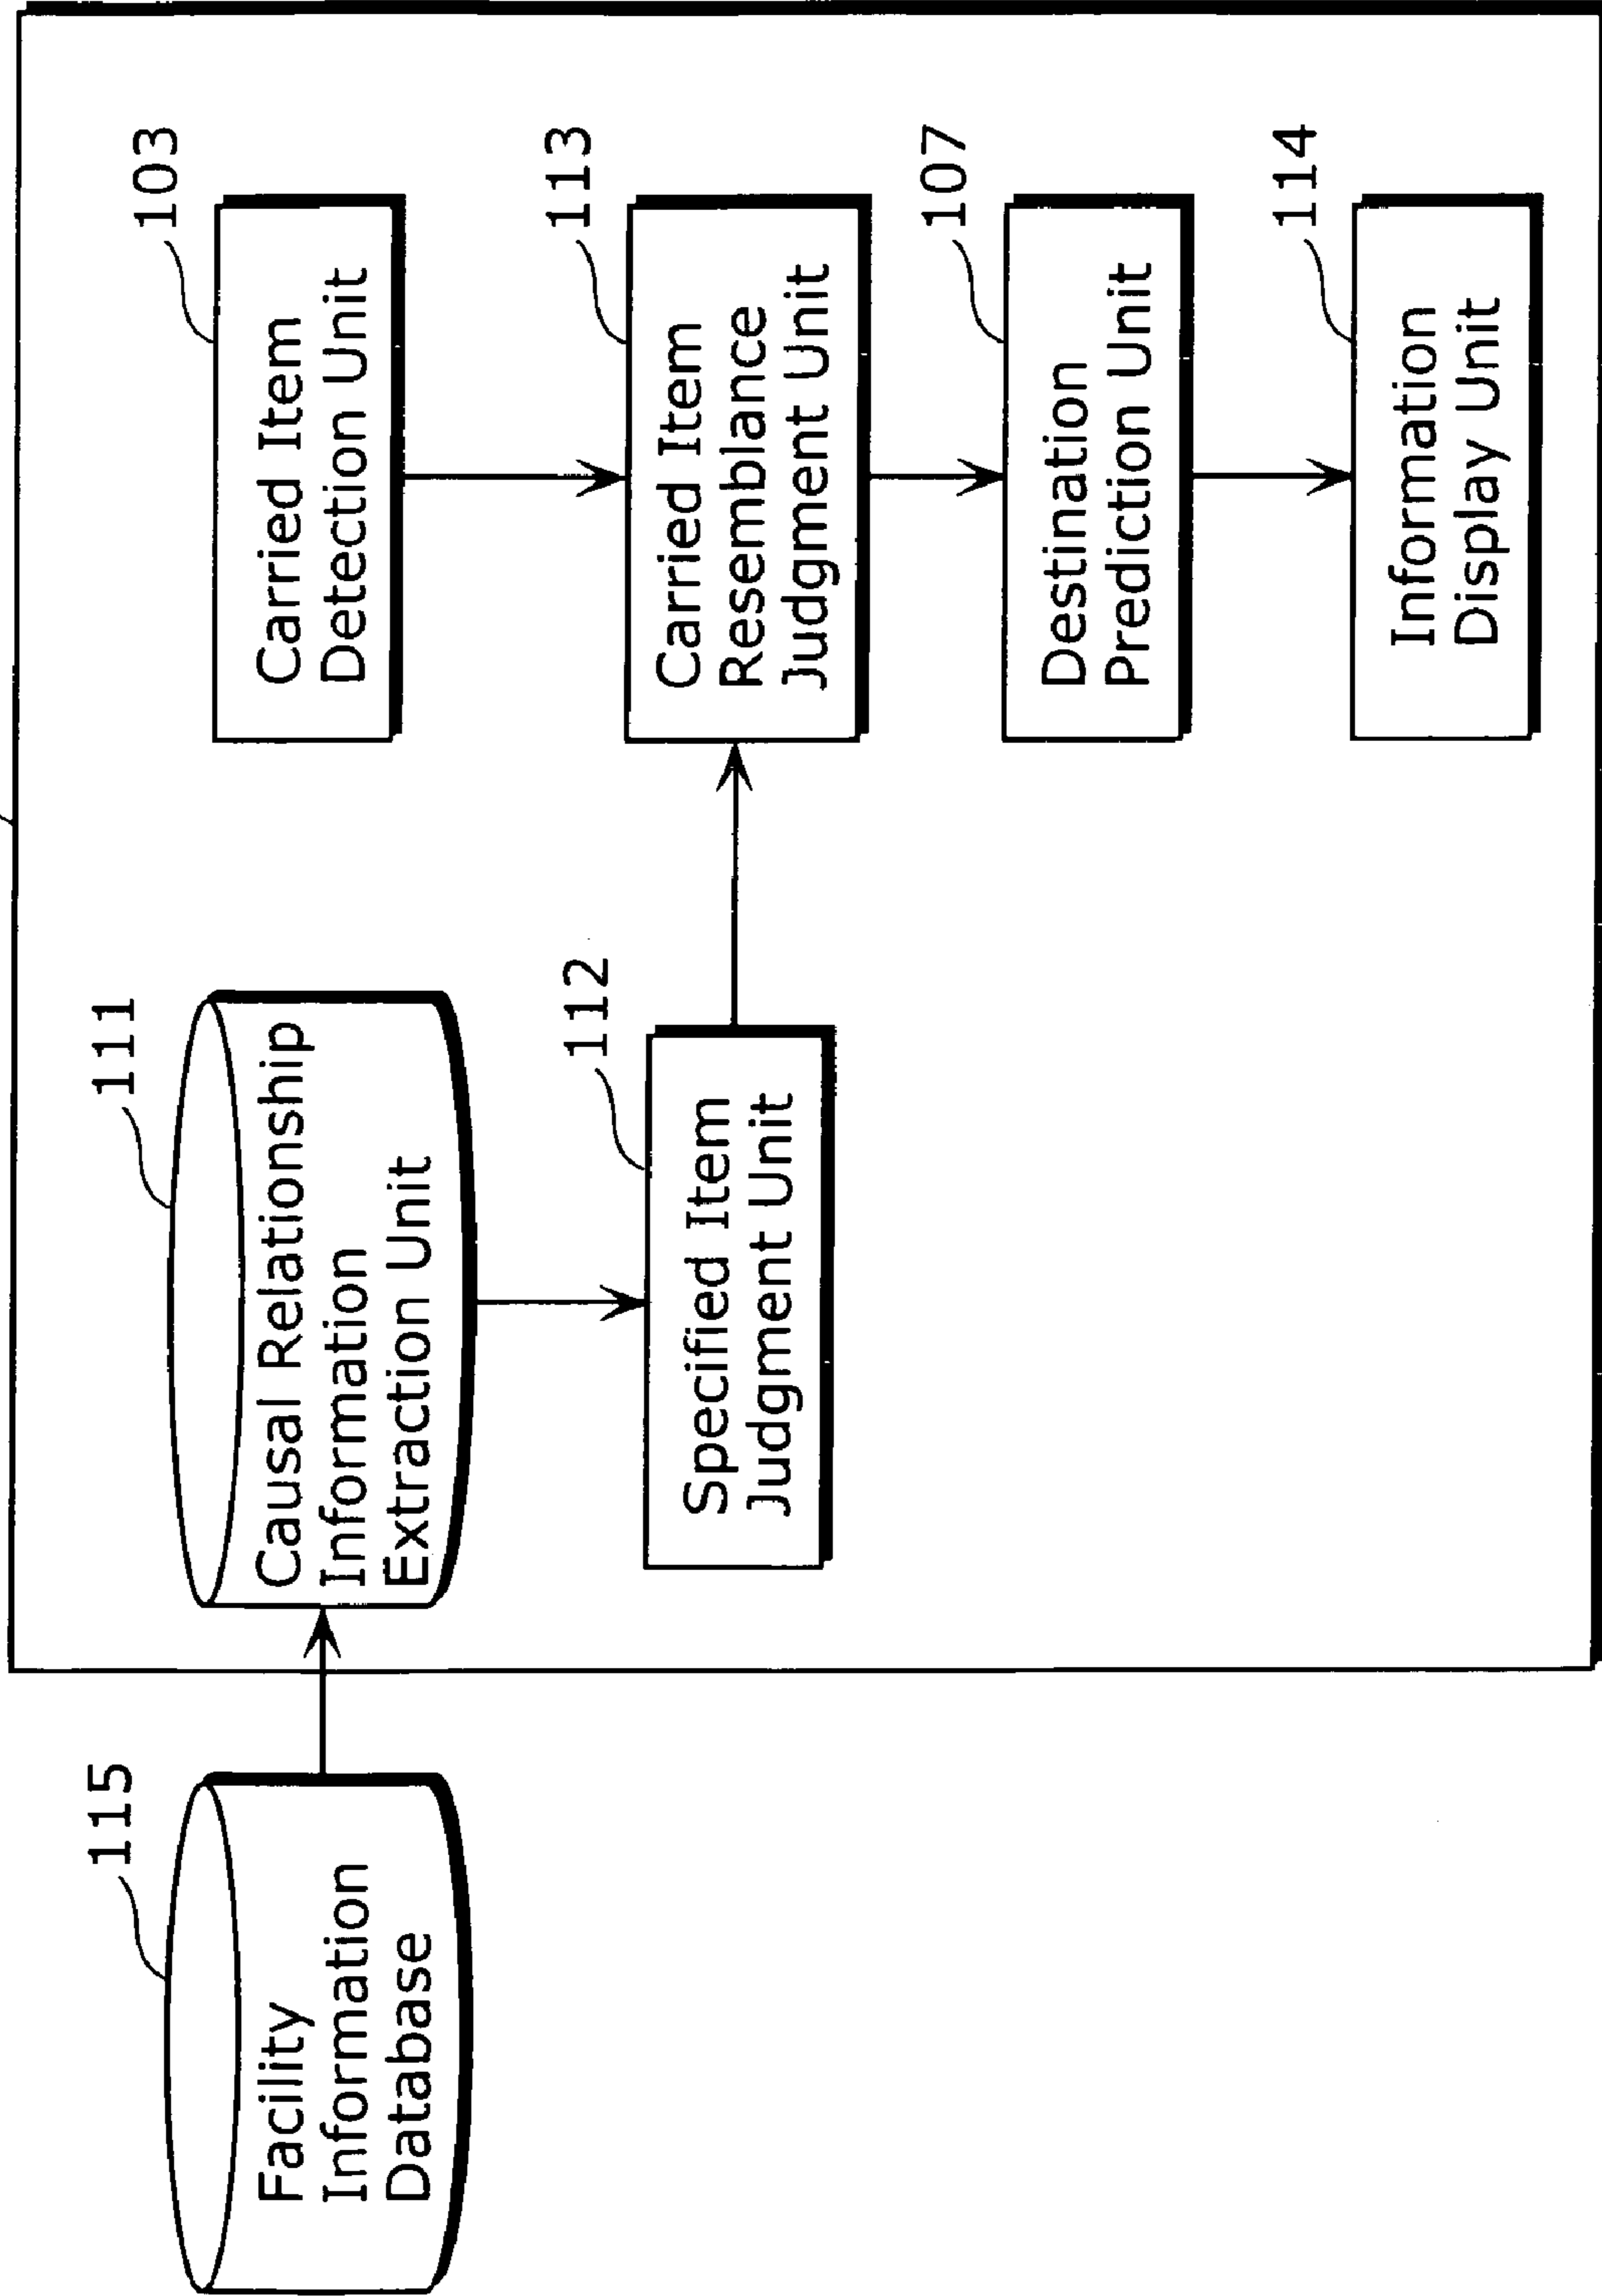 115
Facility
Information
Database
111
Causal Relationship
Information
Extraction Unit
112
Specified Item
Judgment Unit
103
Carried Item
Detection Unit
113
Carried Item
Resemblance
Judgment Unit
107
Destination
Prediction Unit
114
Information
Display Unit